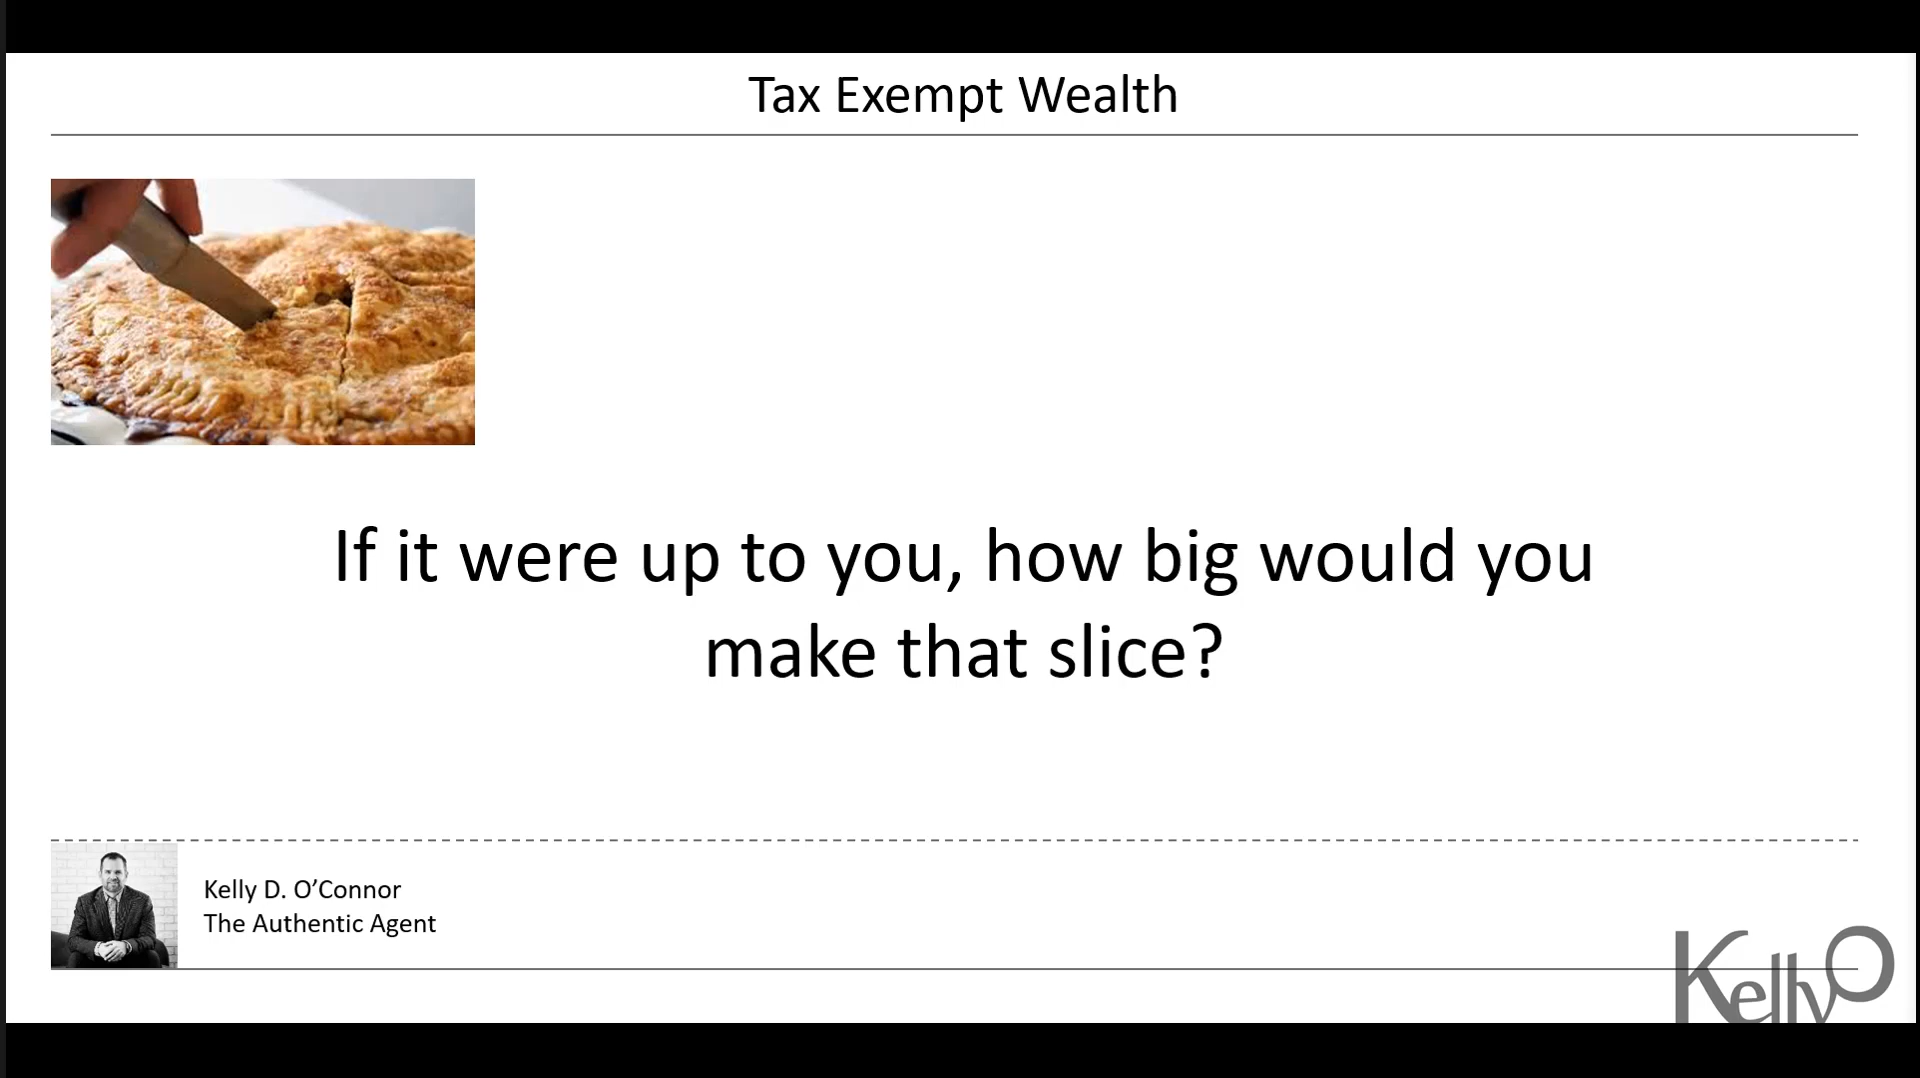 Tax Exempt Wealth
If it were up to you, how big would you
make that slice?
Kelly D. O’Connor
The Authentic Agent
KellyO